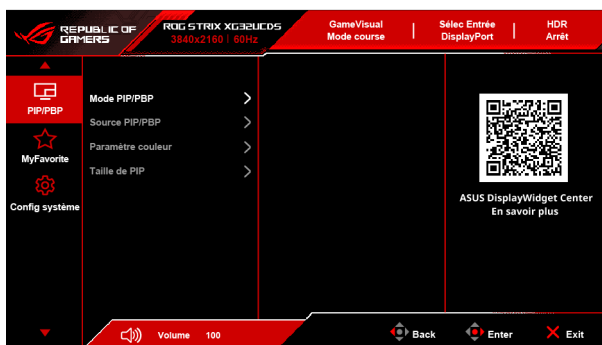 REPUBLIC OF
GAMERS
ROG STRIX XG32UCDS
3840x2160 | 60Hz
GameVisual
Mode course
Sélec Entrée
DisplayPort
HDR
Arrêt
PIP/PBP
MyFavorite
Config système
Mode PIP/PBP
Source PIP/PBP
Paramètre couleur
Taille de PIP
ASUS DisplayWidget Center
En savoir plus
Volume 100
Back
Enter
Exit